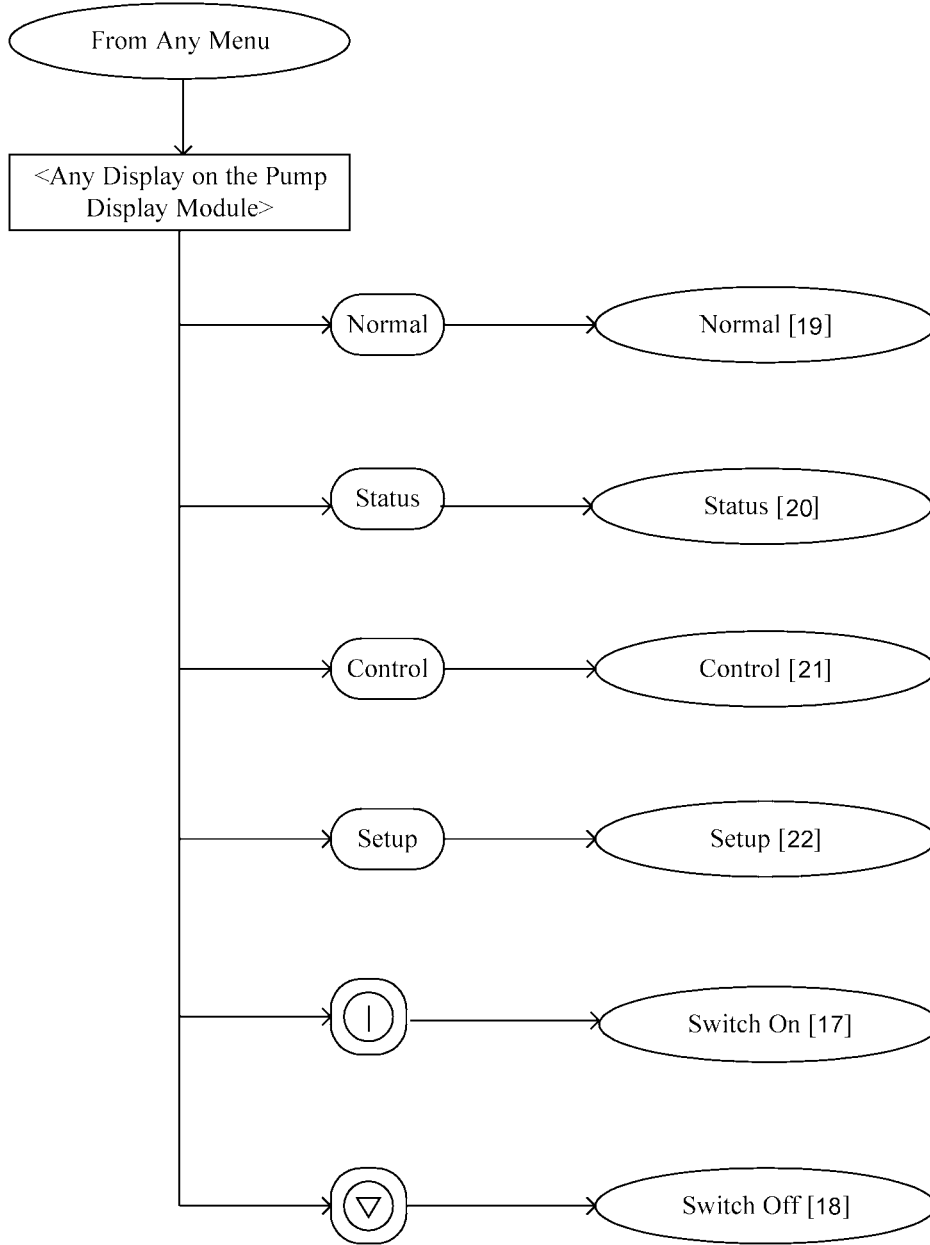 From Any Menu
<Any Display on the Pump
Display Module>
Normal
Normal [19]
Status
Status [20]
Control
Control [21]
Setup
Setup [22]
Switch On [17]
Switch Off [18]